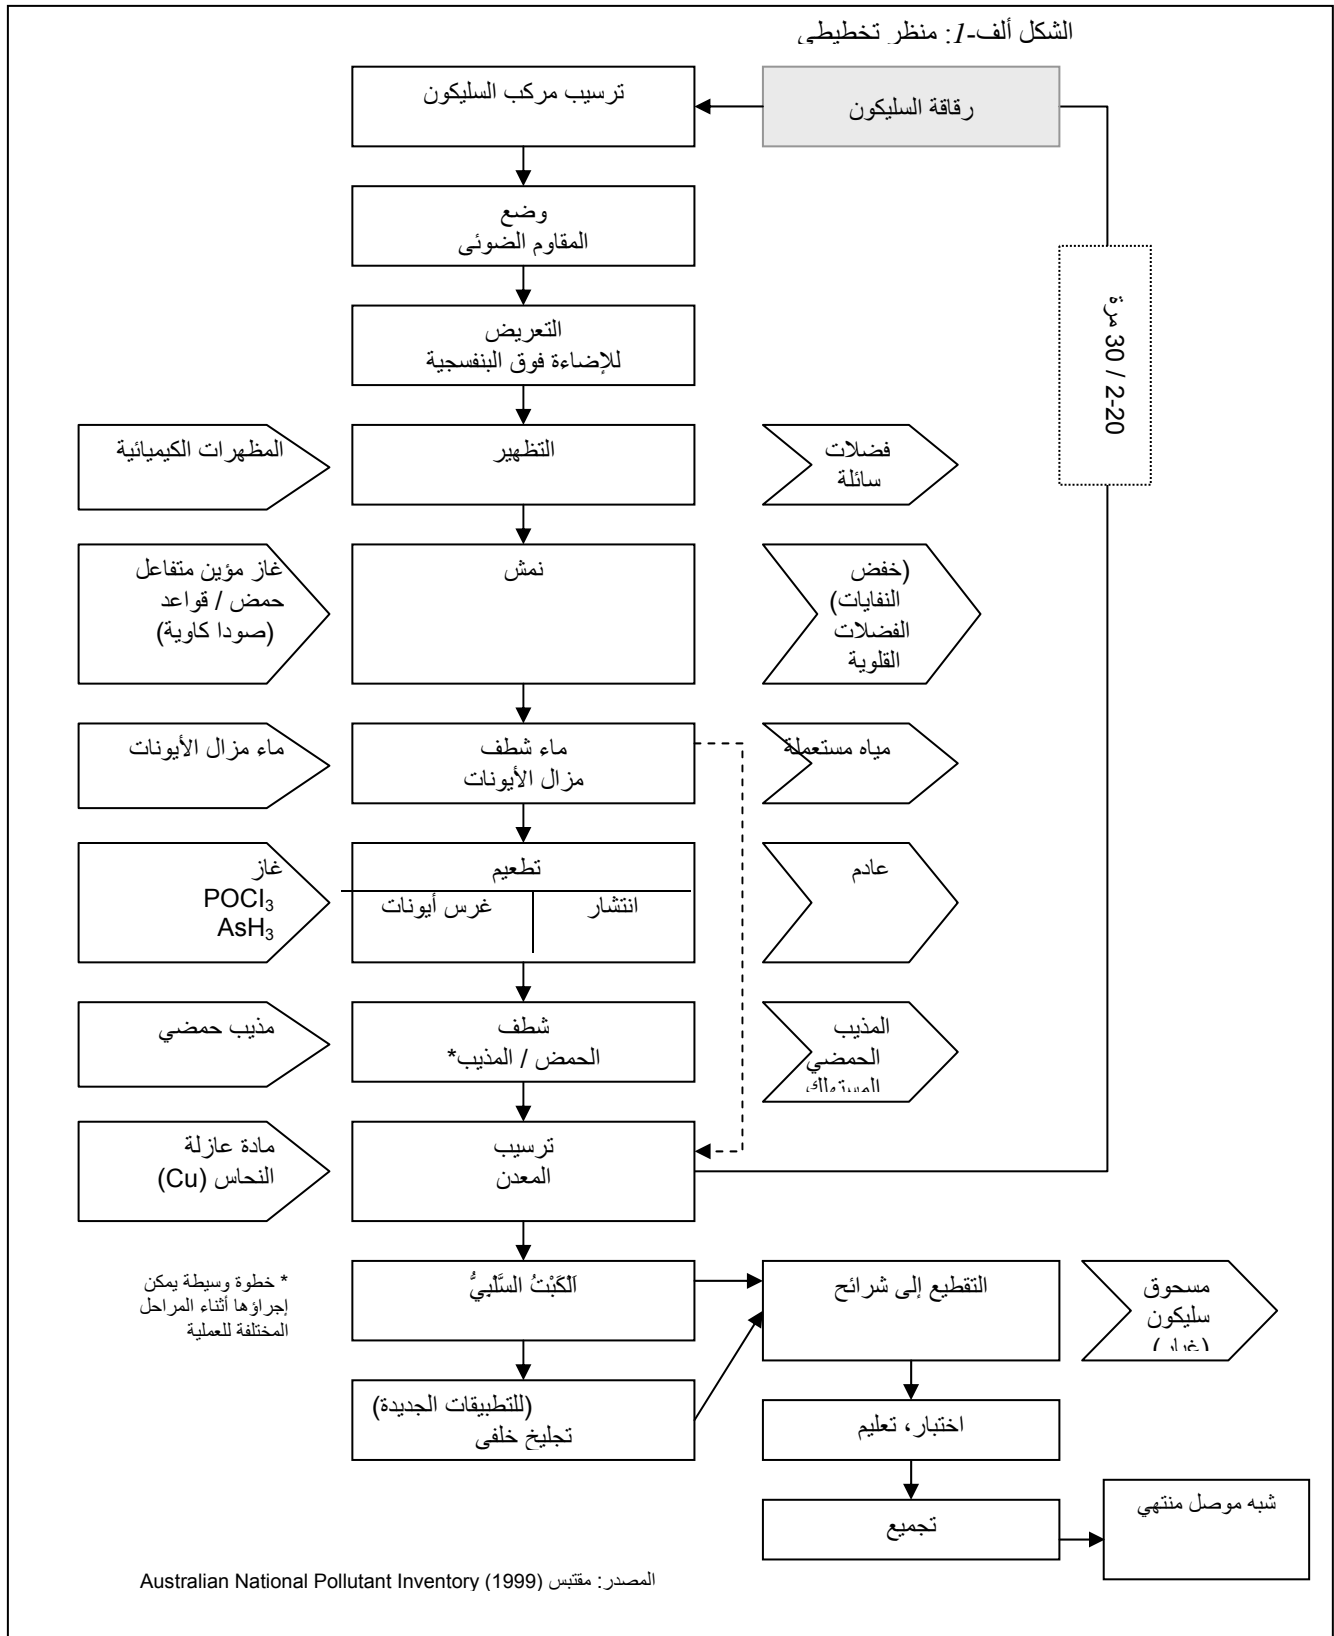 الشكل ألف-1: منظر تخطيطي
رقاقة السليكون
ترسيب مركب السليكون
وضع
المقاوم الضوئي
التعريض
للإضاءة فوق البنفسجية
2-20 / 30 مرة
المظهرات الكيميائية
التظهير
فضلات
سائلة
غاز مؤين متفاعل
حمض / قواعد
(صودا كاوية)
نمش
(خفض
النفايات)
الفضلات
القلوية
ماء مزال الأيونات
ماء شطف
مزال الأيونات
مياه مستعملة
غاز
POCl₃
AsH₃
تطعيم
انتشار
غرس أيونات
عادم
مذيب حمضي
شطف
الحمض / المذيب*
المذيب
الحمضي
المستهلك
مادة عازلة
النحاس (Cu)
ترسيب
المعدن
* خطوة وسيطة يمكن
إجراؤها أثناء المراحل
المختلفة للعملية
اَلْكَبْتُ السَّلْبِيُّ
التقطيع إلى شرائح
مسحوق
سليكون
(غبار)
(للتطبيقات الجديدة)
تجليخ خلفي
اختبار، تعليم
تجميع
شبه موصل منتهي
المصدر: مقتبس Australian National Pollutant Inventory (1999)